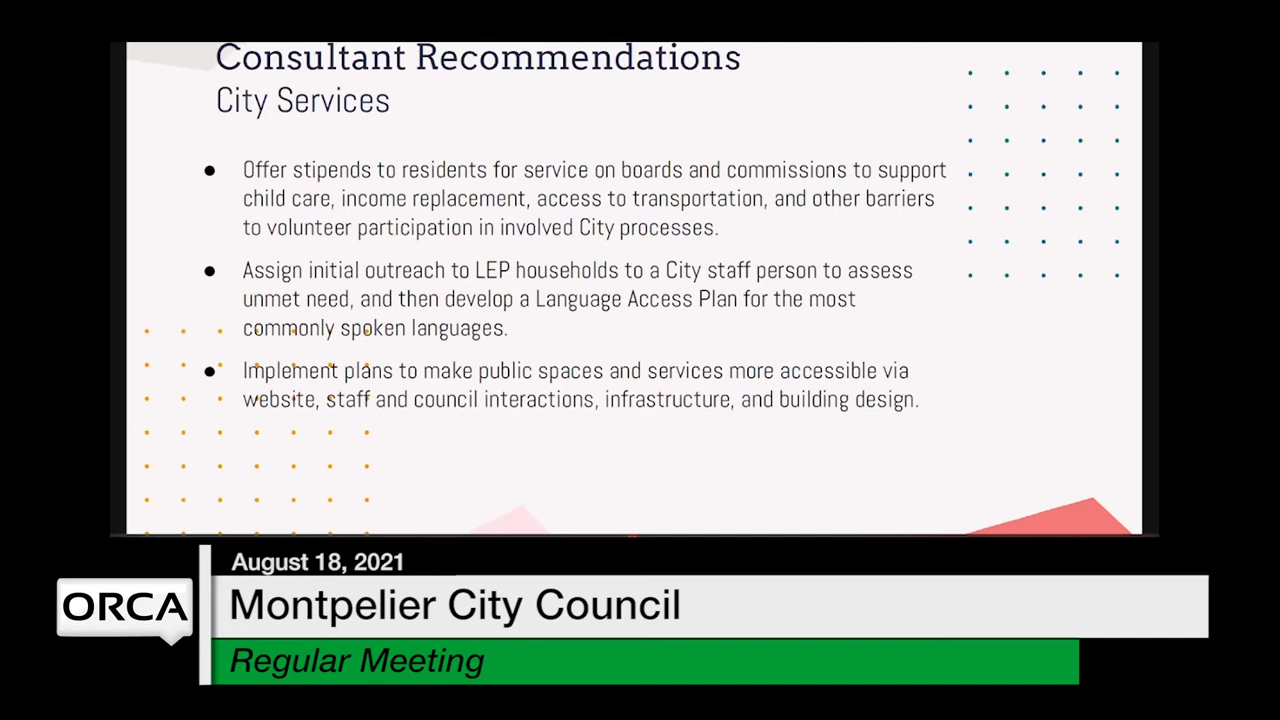 Consultant Recommendations
City Services
● Offer stipends to residents for service on boards and commissions to support
child care, income replacement, access to transportation, and other barriers
to volunteer participation in involved City processes.
● Assign initial outreach to LEP households to a City staff person to assess
unmet need, and then develop a Language Access Plan for the most
commonly spoken languages.
● Implement plans to make public spaces and services more accessible via
website, staff and council interactions, infrastructure, and building design.
August 18, 2021
ORCA
Montpelier City Council
Regular Meeting